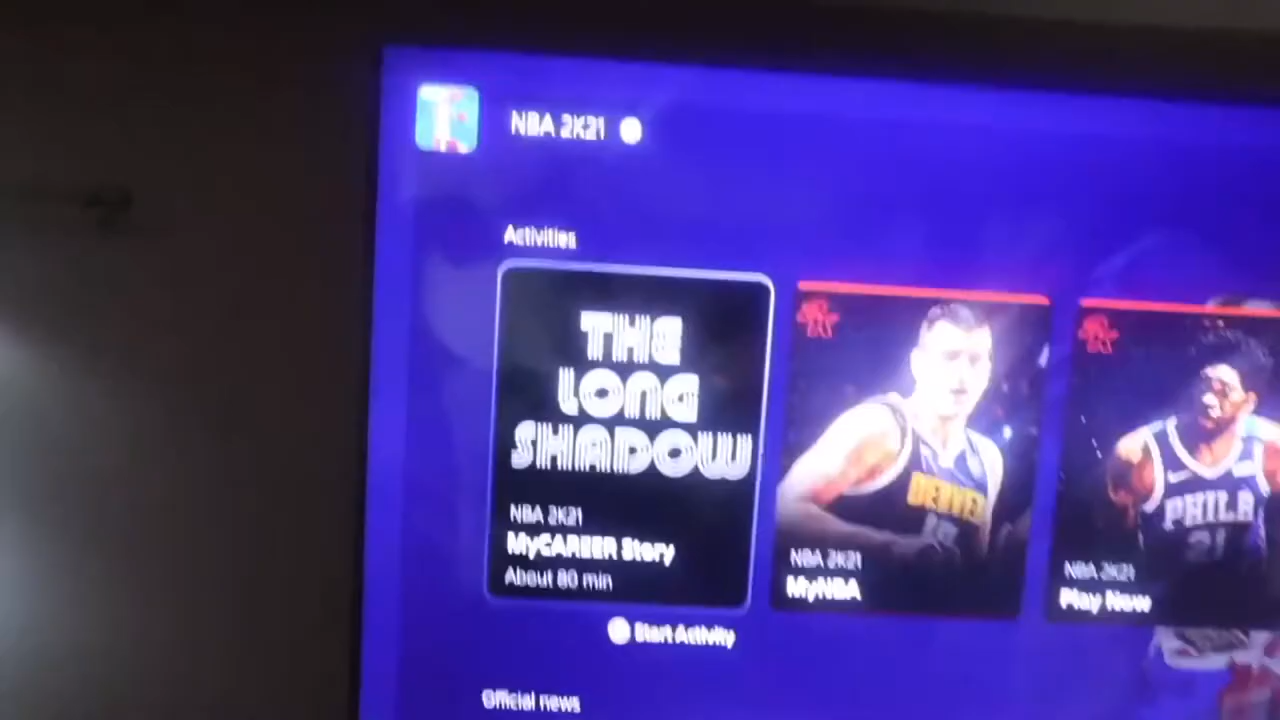 NBA 2K21
Activities
THE
LONG
SHADOW
NBA 2K21
MyCAREER Story
About 80 min
Start Activity
DENVER
NBA 2K21
MyNBA
PHILA
21
NBA 2K21
Play Now
Official news